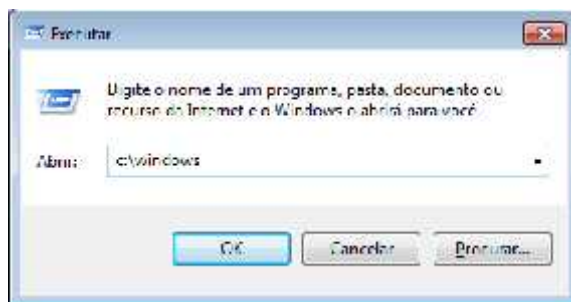 Executar
Digite o nome de um programa, pasta, documento ou
recurso da Internet e o Windows o abrirá para você.
Abrir:
c:\windows
OK
Cancelar
Procurar...